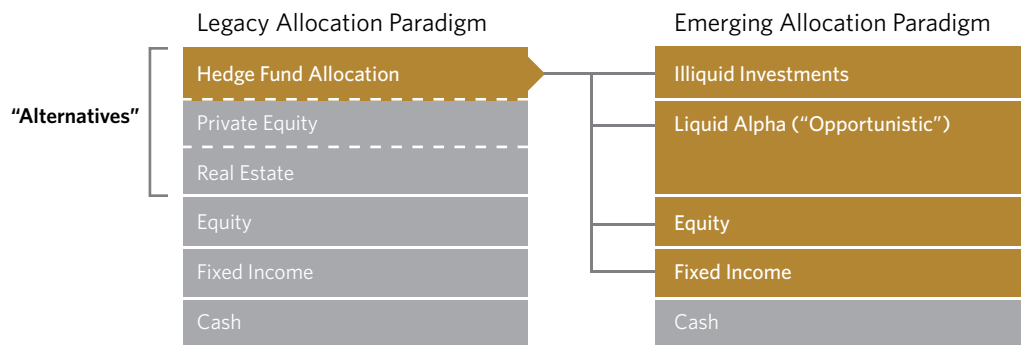 Legacy Allocation Paradigm
Emerging Allocation Paradigm
“Alternatives”
Hedge Fund Allocation
Private Equity
Real Estate
Equity
Fixed Income
Cash
Illiquid Investments
Liquid Alpha (“Opportunistic”)
Equity
Fixed Income
Cash